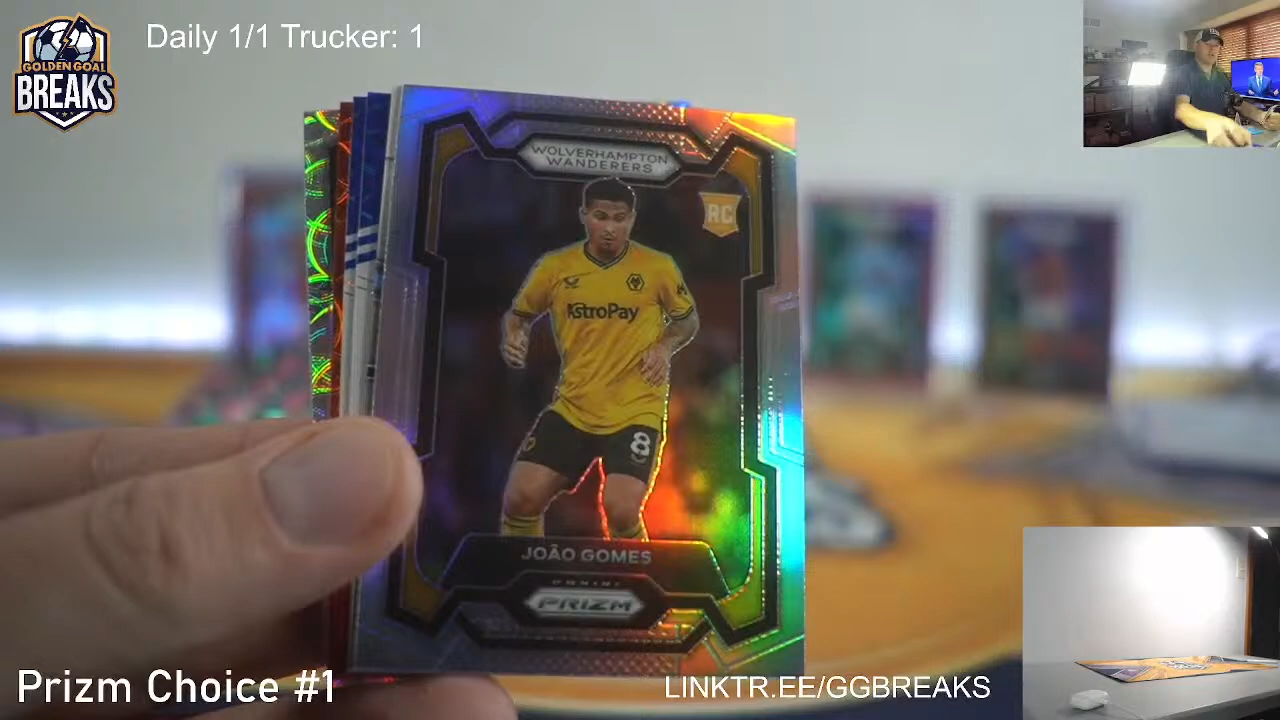 GOLDEN GOAL
BREAKS
Daily 1/1 Trucker: 1
WOLVERHAMPTON
WANDERERS
RC
AstroPay
8
JOÃO GOMES
PANINI
PRIZM
Prizm Choice #1
LINKTR.EE/GGBREAKS